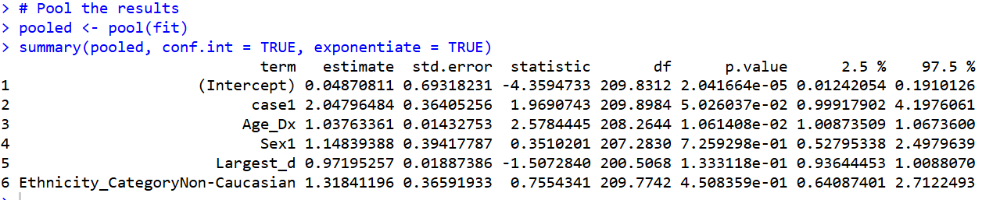 > # Pool the results
> pooled <- pool(fit)
> summary(pooled, conf.int = TRUE, exponentiate = TRUE)
term estimate std.error statistic df p.value 2.5 % 97.5 %
1 (Intercept) 0.04870811 0.69318231 -4.3594733 209.8312 2.041664e-05 0.01242054 0.1910126
2 case1 2.04796484 0.36405256 1.9690743 209.8984 5.026037e-02 0.99917902 4.1976061
3 Age_Dx 1.03763361 0.01432753 2.5784445 208.2644 1.061408e-02 1.00873509 1.0673600
4 Sex1 1.14839388 0.39417787 0.3510201 207.2830 7.259298e-01 0.52795338 2.4979639
5 Largest_d 0.97195257 0.01887386 -1.5072840 200.5068 1.333118e-01 0.93644453 1.0088070
6 Ethnicity_CategoryNon-Caucasian 1.31841196 0.36591933 0.7554341 209.7742 4.508359e-01 0.64087401 2.7122493
>